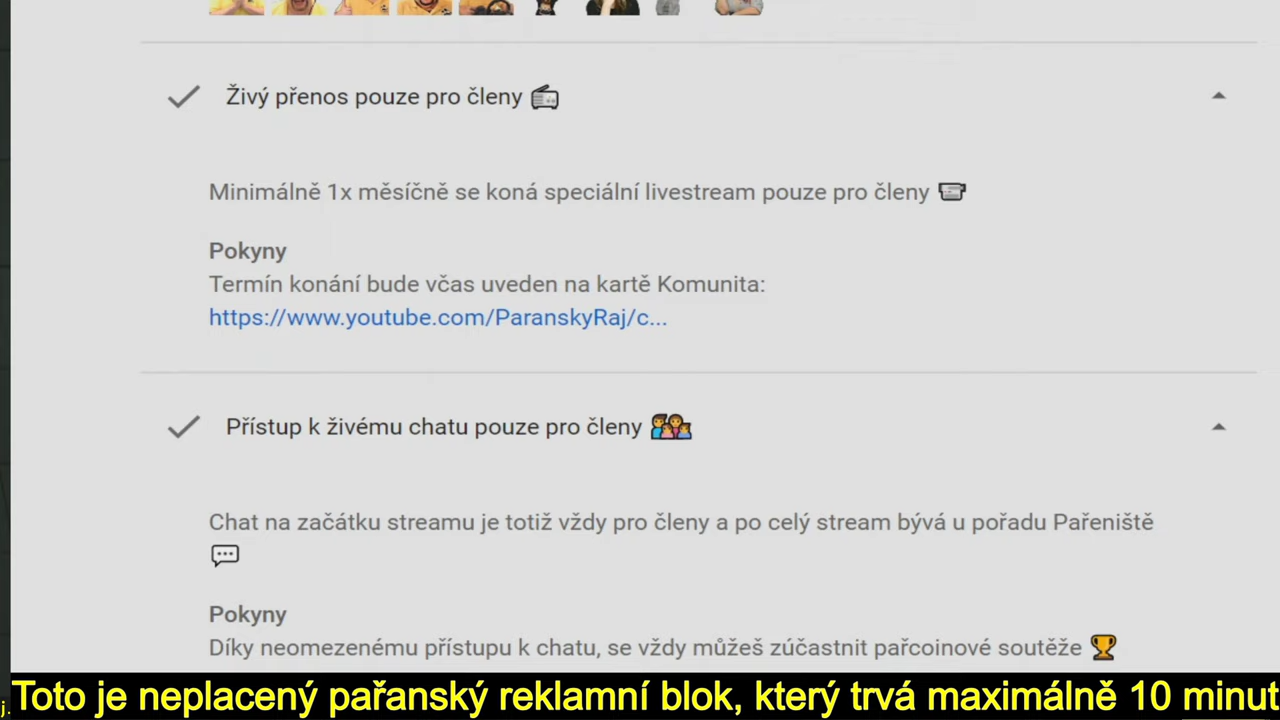 Živý přenos pouze pro členy
Minimálně 1x měsíčně se koná speciální livestream pouze pro členy
Pokyny
Termín konání bude včas uveden na kartě Komunita:
https://www.youtube.com/ParanskyRaj/c...
Přístup k živému chatu pouze pro členy
Chat na začátku streamu je totiž vždy pro členy a po celý stream bývá u pořadu Pařeniště
Pokyny
Díky neomezenému přístupu k chatu, se vždy můžeš zúčastnit pařcoinové soutěže
j. Toto je neplacený pařanský reklamní blok, který trvá maximálně 10 minut